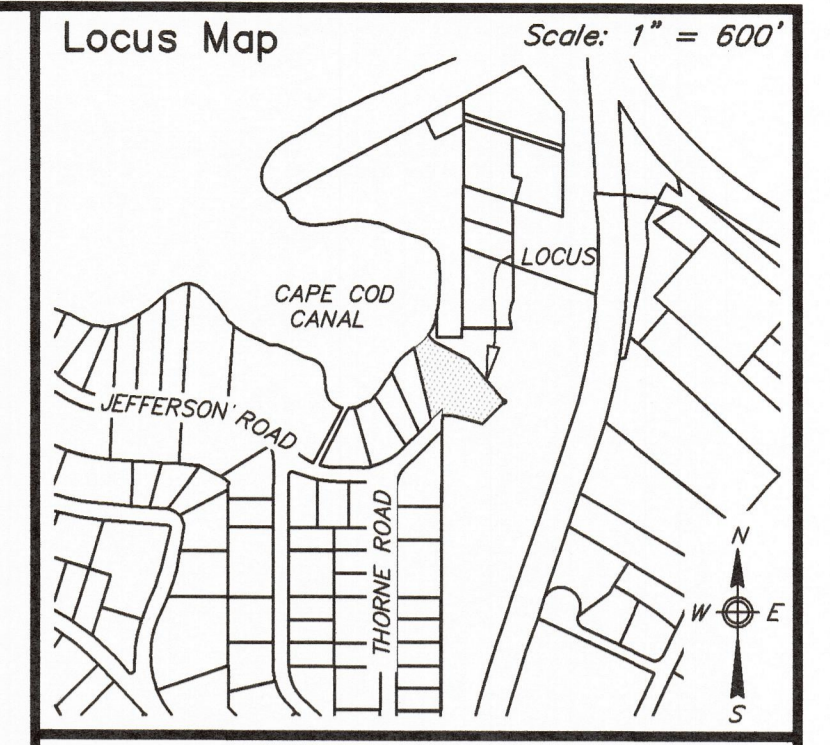 Locus Map
Scale: 1" = 600'
LOCUS
CAPE COD
CANAL
JEFFERSON ROAD
THORNE ROAD
N
W E
S